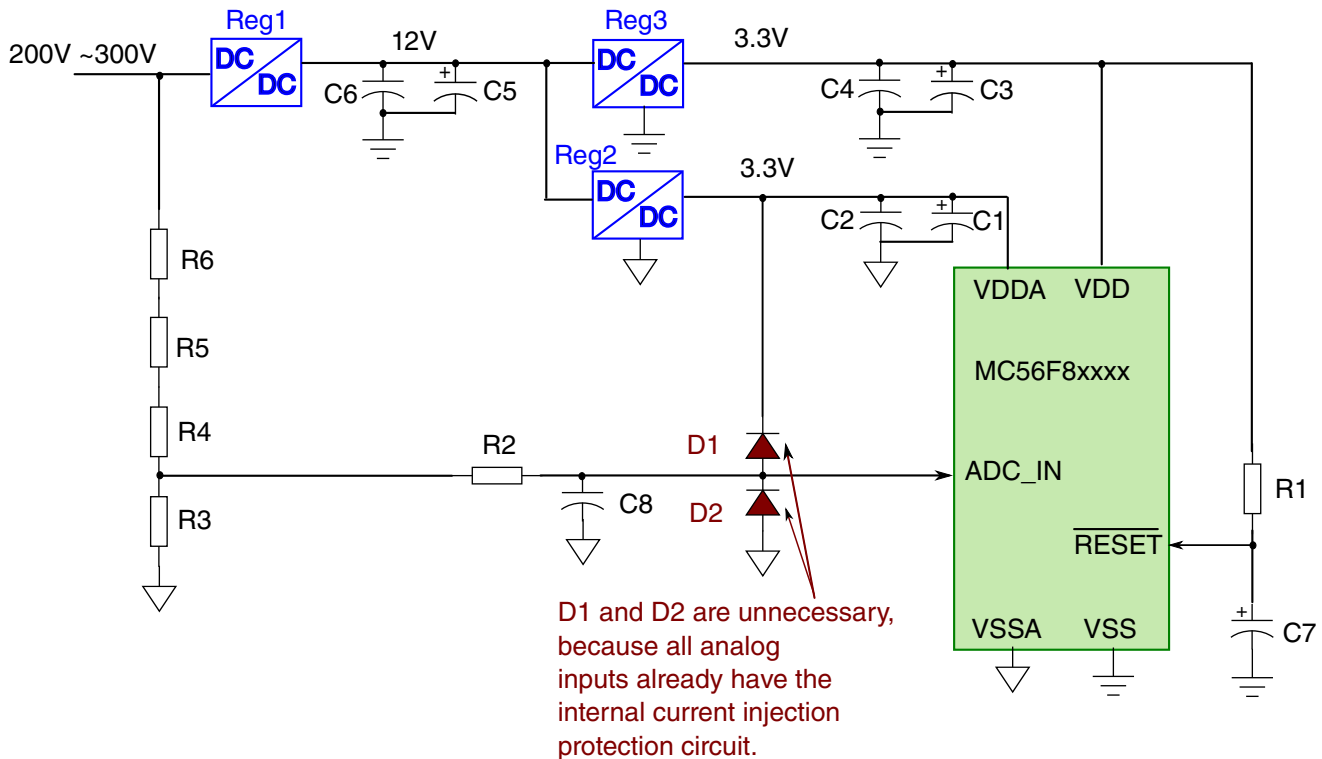 Reg1
Reg3
200V ~300V
12V
3.3V
DC
DC
DC
DC
C6
+
C5
C4
+
C3
Reg2
3.3V
DC
DC
C2
+
C1
R6
VDDA
VDD
R5
MC56F8xxxx
R4
R2
D1
ADC_IN
R1
R3
C8
D2
RESET
D1 and D2 are unnecessary,
because all analog
inputs already have the
internal current injection
protection circuit.
VSSA
VSS
+
C7